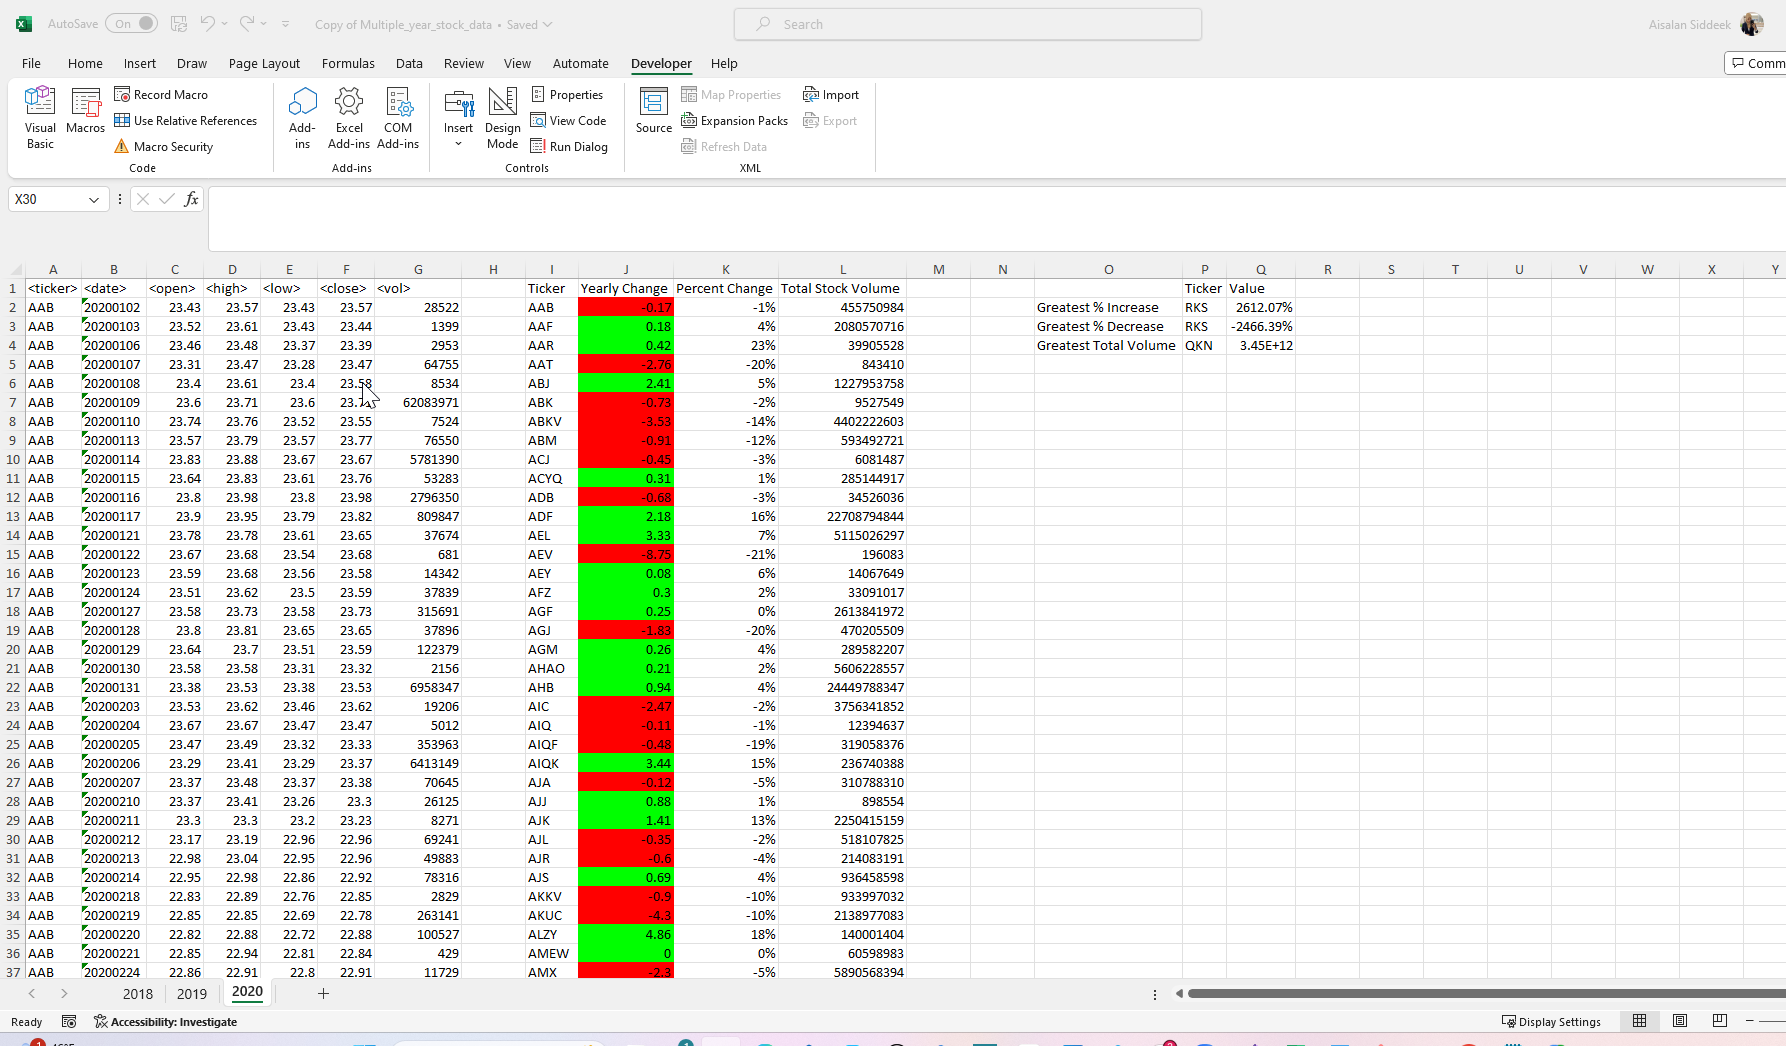 AutoSave On Copy of Multiple_year_stock_data • Saved Search Aisalan Siddeek
File Home Insert Draw Page Layout Formulas Data Review View Automate Developer Help Comm
Visual Basic Macros Record Macro Use Relative References Macro Security Code
Add-ins Excel Add-ins COM Add-ins Add-ins
Insert Design Mode Properties View Code Run Dialog Controls
Source Map Properties Expansion Packs Refresh Data Import Export XML
X30 fx
A B C D E F G H I J K L M N O P Q R S T U V W X Y
1 <ticker> <date> <open> <high> <low> <close> <vol> Ticker Yearly Change Percent Change Total Stock Volume Ticker Value
2 AAB 20200102 23.43 23.57 23.43 23.57 28522 AAB -0.17 -1% 455750984 Greatest % Increase RKS 2612.07%
3 AAB 20200103 23.52 23.61 23.43 23.44 1399 AAF 0.18 4% 2080570716 Greatest % Decrease RKS -2466.39%
4 AAB 20200106 23.46 23.48 23.37 23.39 2953 AAR 0.42 23% 39905528 Greatest Total Volume QKN 3.45E+12
5 AAB 20200107 23.31 23.47 23.28 23.47 64755 AAT -2.76 -20% 843410
6 AAB 20200108 23.4 23.61 23.4 23.58 8534 ABJ 2.41 5% 1227953758
7 AAB 20200109 23.6 23.71 23.6 62083971 ABK -0.73 -2% 9527549
8 AAB 20200110 23.74 23.76 23.52 23.55 7524 ABKV -3.53 -14% 4402222603
9 AAB 20200113 23.57 23.79 23.57 23.77 76550 ABM -0.91 -12% 593492721
10 AAB 20200114 23.83 23.88 23.67 23.67 5781390 ACJ -0.45 -3% 6081487
11 AAB 20200115 23.64 23.83 23.61 23.76 53283 ACYQ 0.31 1% 285144917
12 AAB 20200116 23.8 23.98 23.8 23.98 2796350 ADB -0.68 -3% 34526036
13 AAB 20200117 23.9 23.95 23.79 23.82 809847 ADF 2.18 16% 22708794844
14 AAB 20200121 23.78 23.78 23.61 23.65 37674 AEL 3.33 7% 5115026297
15 AAB 20200122 23.67 23.68 23.54 23.68 681 AEV -8.75 -21% 196083
16 AAB 20200123 23.59 23.68 23.56 23.58 14342 AEY 0.08 6% 14067649
17 AAB 20200124 23.51 23.62 23.5 23.59 37839 AFZ 0.3 2% 33091017
18 AAB 20200127 23.58 23.73 23.58 23.73 315691 AGF 0.25 0% 2613841972
19 AAB 20200128 23.8 23.81 23.65 23.65 37896 AGJ -1.83 -20% 470205509
20 AAB 20200129 23.64 23.7 23.51 23.59 122379 AGM 0.26 4% 289582207
21 AAB 20200130 23.58 23.58 23.31 23.32 2156 AHAO 0.21 2% 5606228557
22 AAB 20200131 23.38 23.53 23.38 23.53 6958347 AHB 0.94 4% 24449788347
23 AAB 20200203 23.53 23.62 23.46 23.62 19206 AIC -2.47 -2% 3756341852
24 AAB 20200204 23.67 23.67 23.47 23.47 5012 AIQ -0.11 -1% 12394637
25 AAB 20200205 23.47 23.49 23.32 23.33 353963 AIQF -0.48 -19% 319058376
26 AAB 20200206 23.29 23.41 23.29 23.37 6413149 AIQK 3.44 15% 236740388
27 AAB 20200207 23.37 23.48 23.37 23.38 70645 AJA -0.12 -5% 310788310
28 AAB 20200210 23.37 23.41 23.26 23.3 26125 AJJ 0.88 1% 898554
29 AAB 20200211 23.3 23.3 23.2 23.23 8271 AJK 1.41 13% 2250415159
30 AAB 20200212 23.17 23.19 22.96 22.96 69241 AJL -0.35 -2% 518107825
31 AAB 20200213 22.98 23.04 22.95 22.96 49883 AJR -0.6 -4% 214083191
32 AAB 20200214 22.95 22.98 22.86 22.92 78316 AJS 0.69 4% 936458598
33 AAB 20200218 22.83 22.89 22.76 22.85 2829 AKKV -0.9 -10% 933997032
34 AAB 20200219 22.85 22.85 22.69 22.78 263141 AKUC -4.3 -10% 2138977083
35 AAB 20200220 22.82 22.88 22.72 22.88 100527 ALZY 4.86 18% 140001404
36 AAB 20200221 22.85 22.94 22.81 22.84 429 AMEW 0 0% 60598983
37 AAB 20200224 22.86 22.91 22.8 22.91 11729 AMX -2.3 -5% 5890568394
2018 2019 2020
Ready Accessibility: Investigate Display Settings